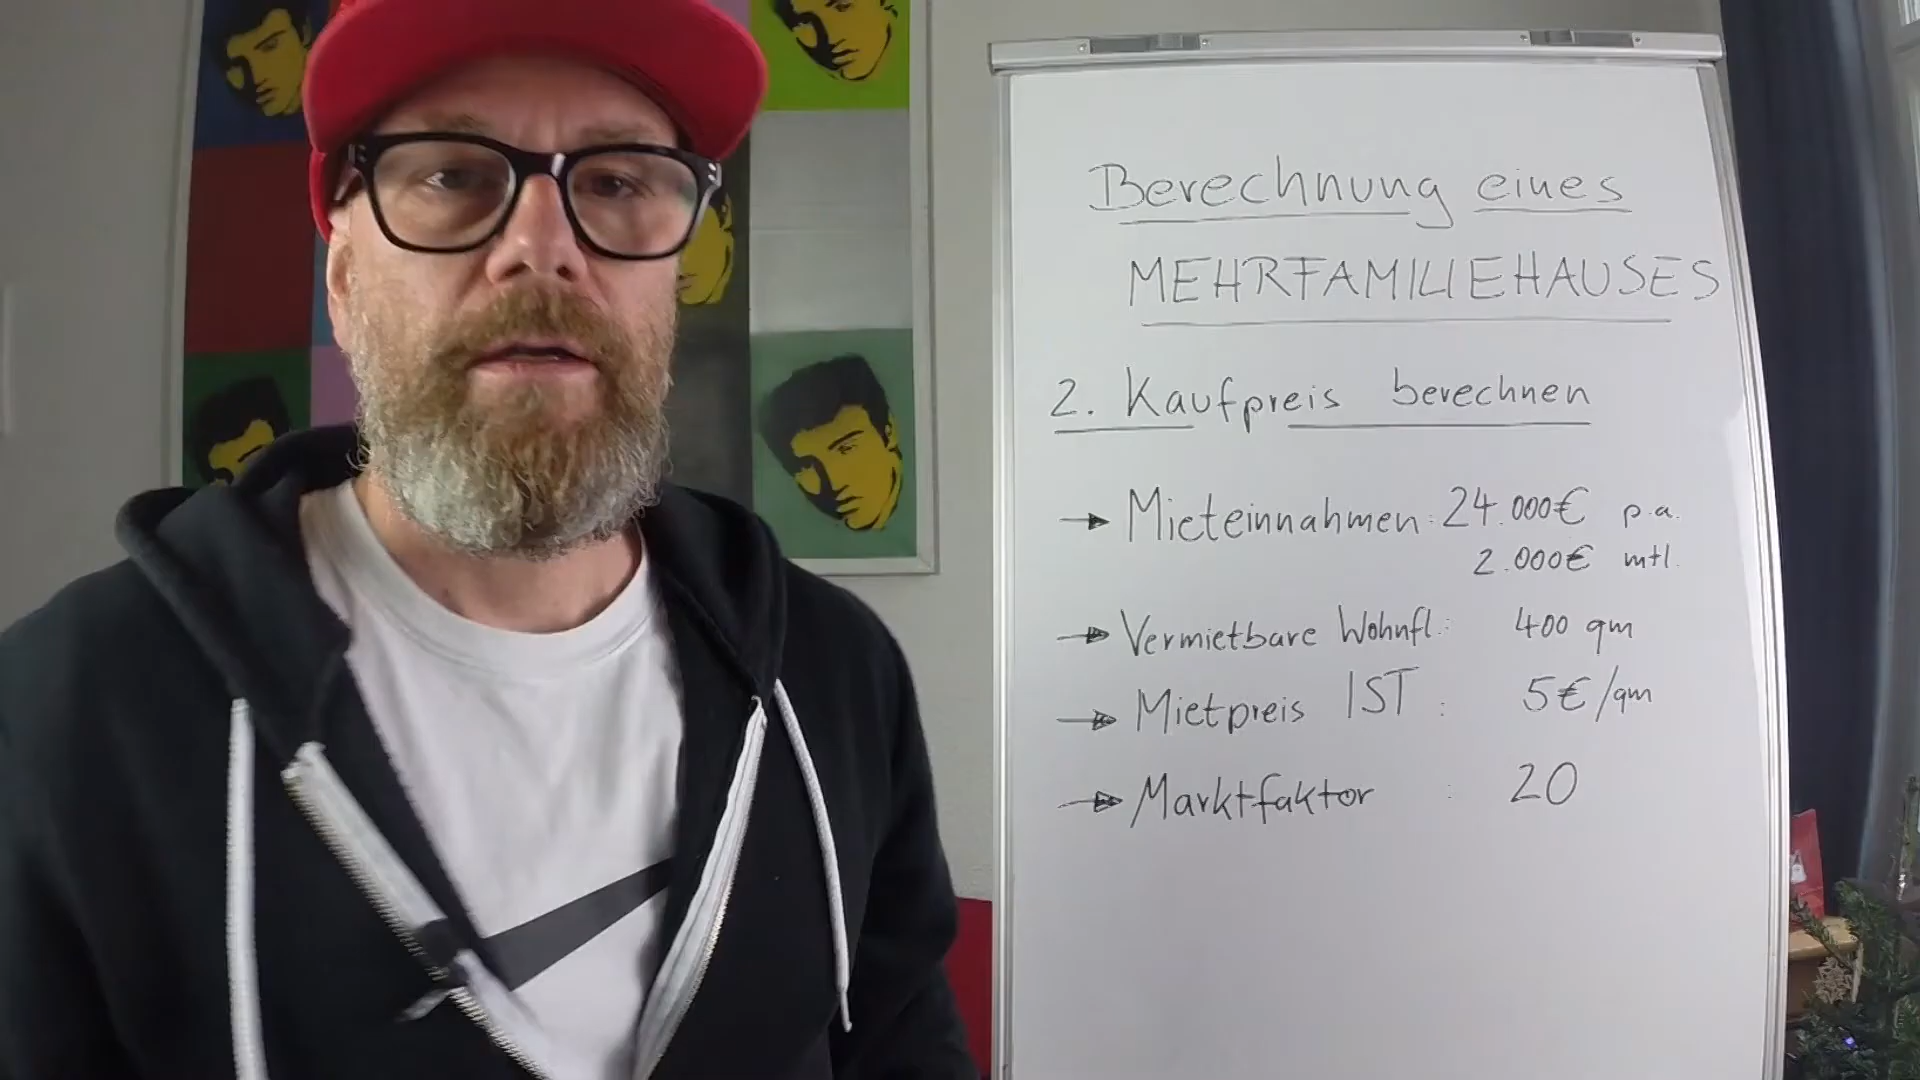 Berechnung eines
MEHRFAMILIEHAUSES
2. Kaufpreis berechnen
→ Mieteinnahmen: 24.000€ p.a.
2.000€ mtl.
→ Vermietbare Wohnfl.: 400 qm
→ Mietpreis IST : 5€/qm
→ Marktfaktor : 20